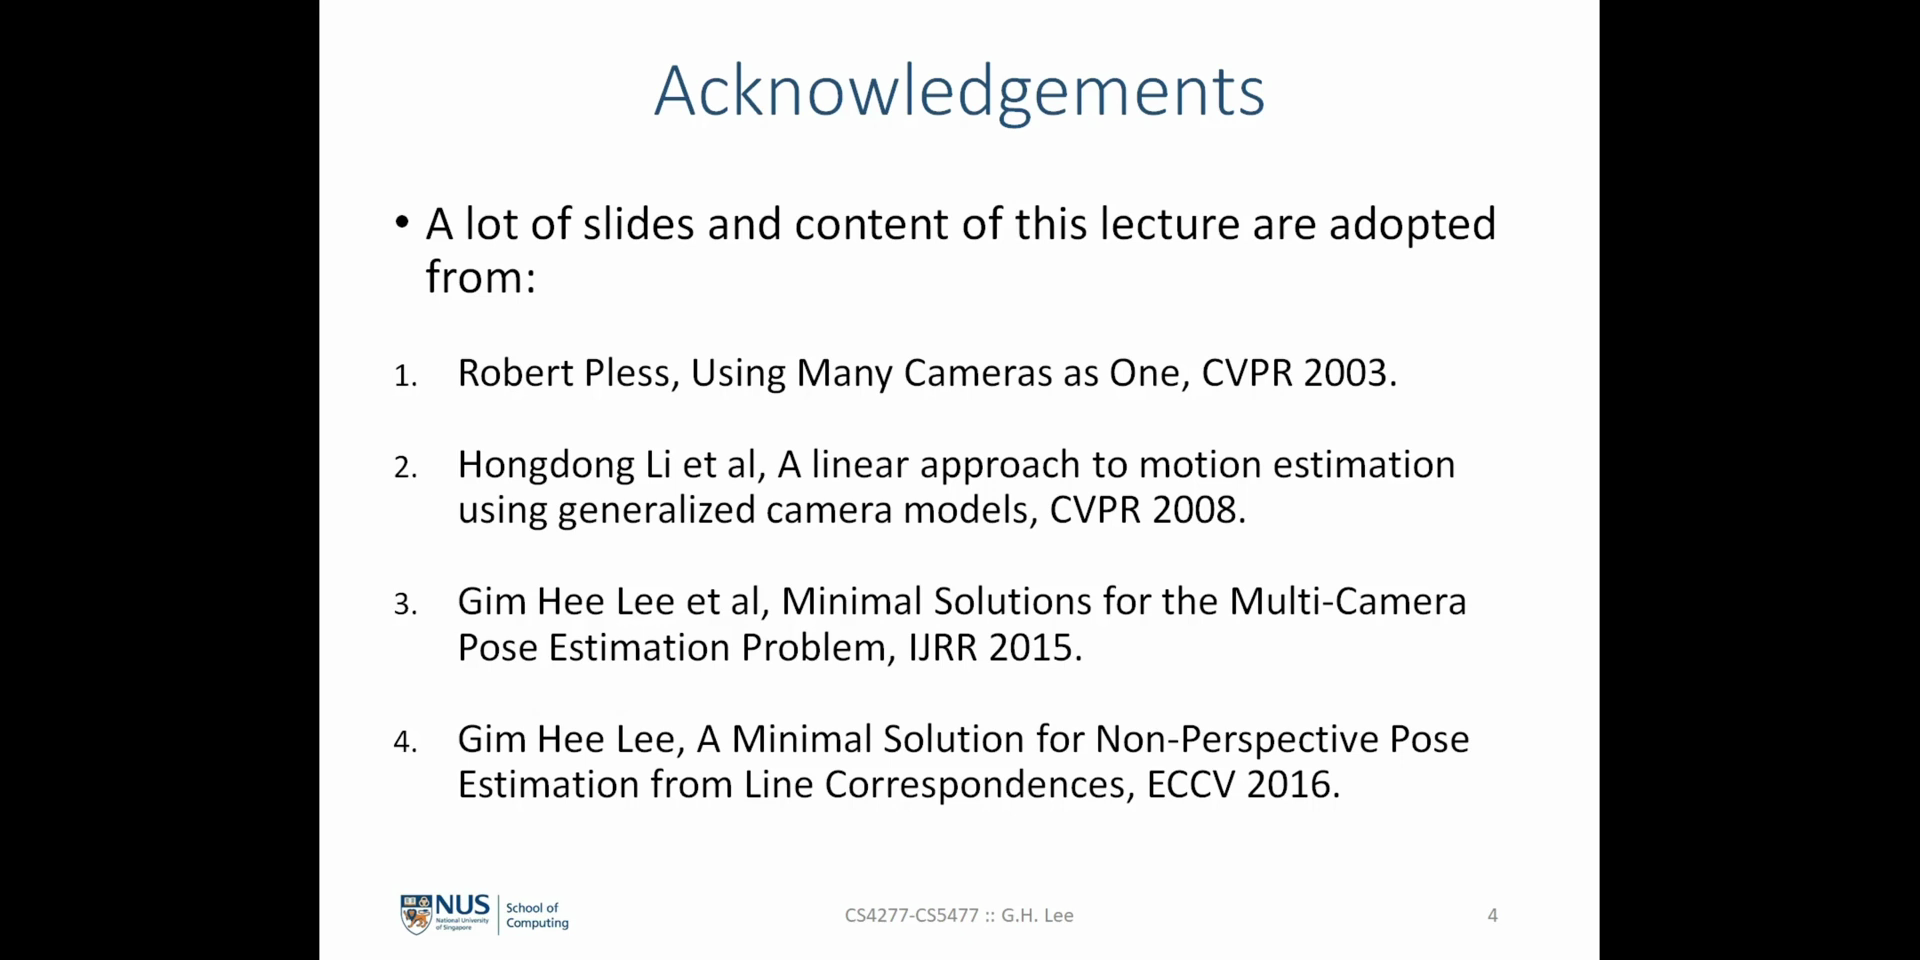 Acknowledgements
• A lot of slides and content of this lecture are adopted
from:
1. Robert Pless, Using Many Cameras as One, CVPR 2003.
2. Hongdong Li et al, A linear approach to motion estimation
using generalized camera models, CVPR 2008.
3. Gim Hee Lee et al, Minimal Solutions for the Multi-Camera
Pose Estimation Problem, IJRR 2015.
4. Gim Hee Lee, A Minimal Solution for Non-Perspective Pose
Estimation from Line Correspondences, ECCV 2016.
NUS
National University
of Singapore
School of
Computing
CS4277-CS5477 :: G.H. Lee
4